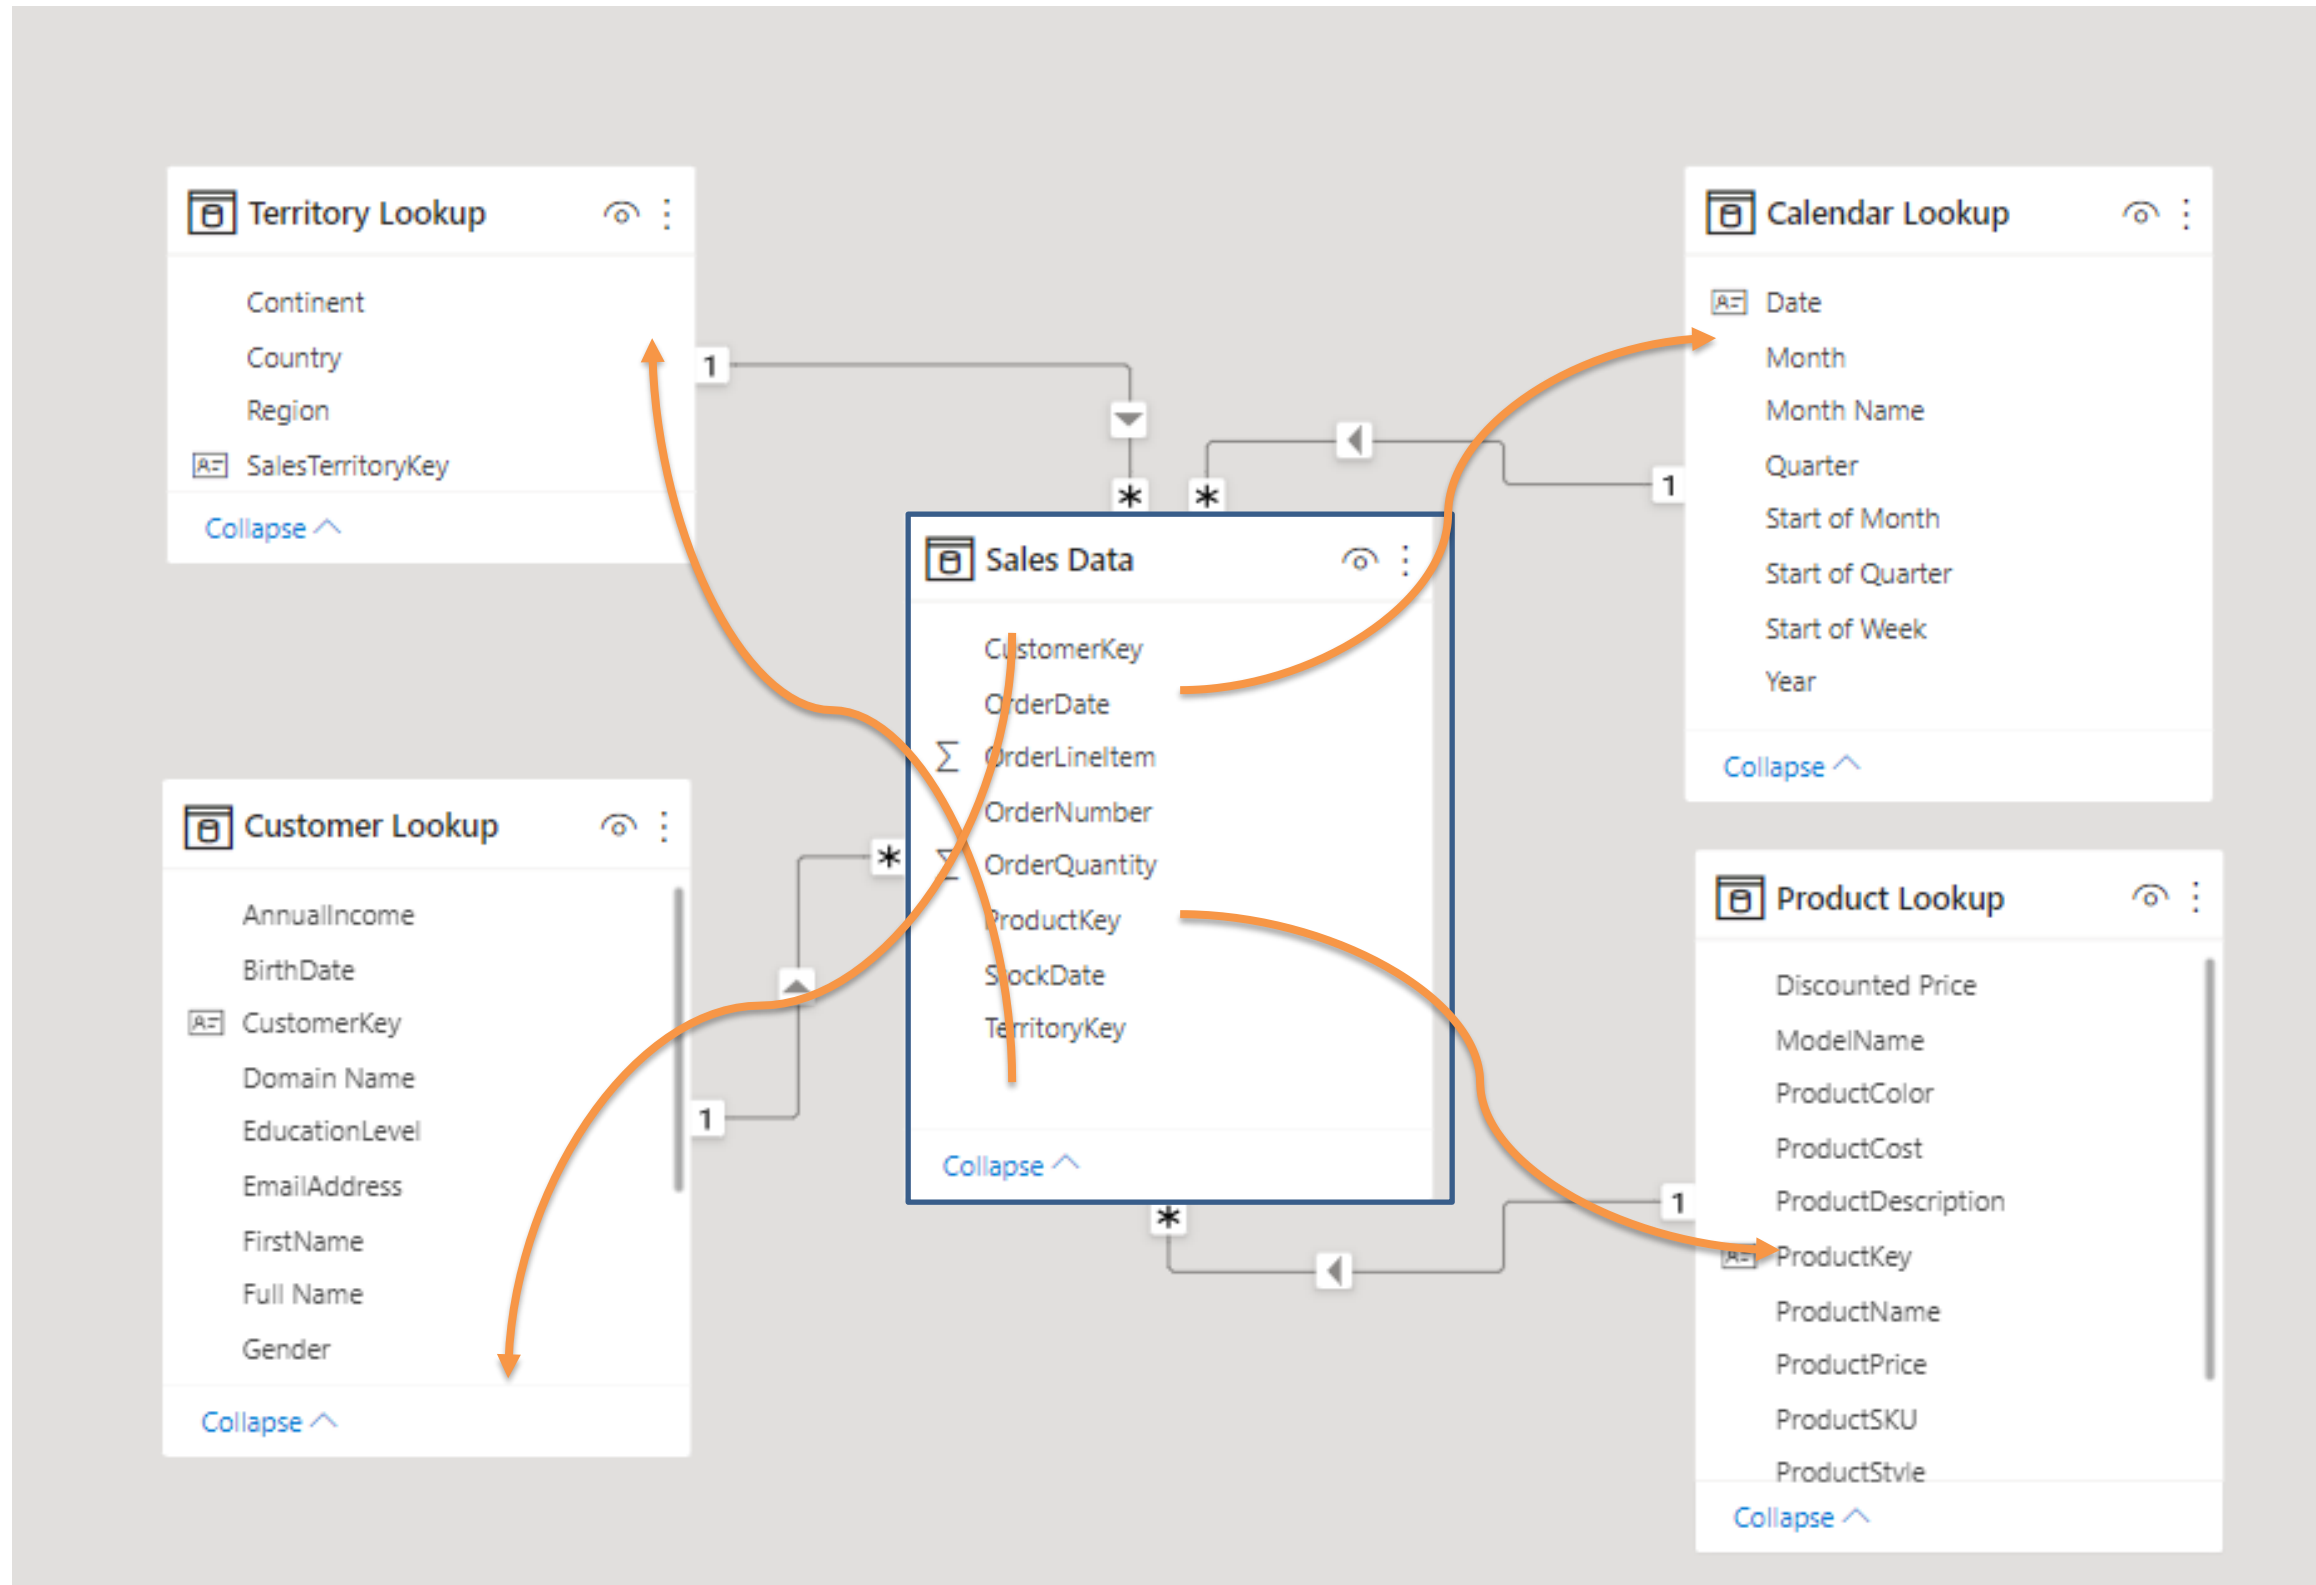 Territory Lookup
Continent
Country
Region
SalesTerritoryKey
Collapse
1
*
Calendar Lookup
Date
Month
Month Name
Quarter
Start of Month
Start of Quarter
Start of Week
Year
Collapse
1
*
Sales Data
CustomerKey
OrderDate
Σ OrderLineItem
OrderNumber
Σ OrderQuantity
ProductKey
StockDate
TerritoryKey
Collapse
Customer Lookup
AnnualIncome
BirthDate
CustomerKey
Domain Name
EducationLevel
EmailAddress
FirstName
Full Name
Gender
Collapse
1
*
Product Lookup
Discounted Price
ModelName
ProductColor
ProductCost
ProductDescription
ProductKey
ProductName
ProductPrice
ProductSKU
ProductStyle
Collapse
1
*